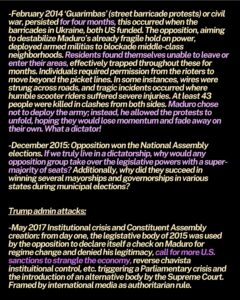 -February 2014 'Guarimbas' (street barricade protests) or civil
war, persisted for four months, this occurred when the
barricades in Ukraine, both US funded. The opposition, aiming
to destabilize Maduro's already fragile hold on power,
deployed armed militias to blockade middle-class
neighborhoods. Residents found themselves unable to leave or
enter their areas, effectively trapped throughout these for
months. Individuals required permission from the rioters to
move beyond the picket lines. In some instances, wires were
strung across roads, and tragic incidents occurred where
humble scooter riders suffered severe injuries. At least 43
people were killed in clashes from both sides. Maduro chose
not to deploy the army; instead, he allowed the protests to
unfold, hoping they would lose momentum and fade away on
their own. What a dictator!
-December 2015: Opposition won the National Assembly
elections. If we truly live in a dictatorship, why would any
opposition group take over the legislative powers with a super-
majority of seats? Additionally, why did they succeed in
winning several mayorships and governorships in various
states during municipal elections?
Trump admin attacks:
-May 2017 Institutional crisis and Constituent Assembly
creation: from day one, the legislative body of 2015 was used
by the opposition to declare itself a check on Maduro for
regime change and denied his legitimacy, call for more U.S.
sanctions to strangle the economy, reverse chavista
institutional control, etc. triggering a Parliamentary crisis and
the introduction of an alternative body by the Supreme Court.
Framed by international media as authoritarian rule.